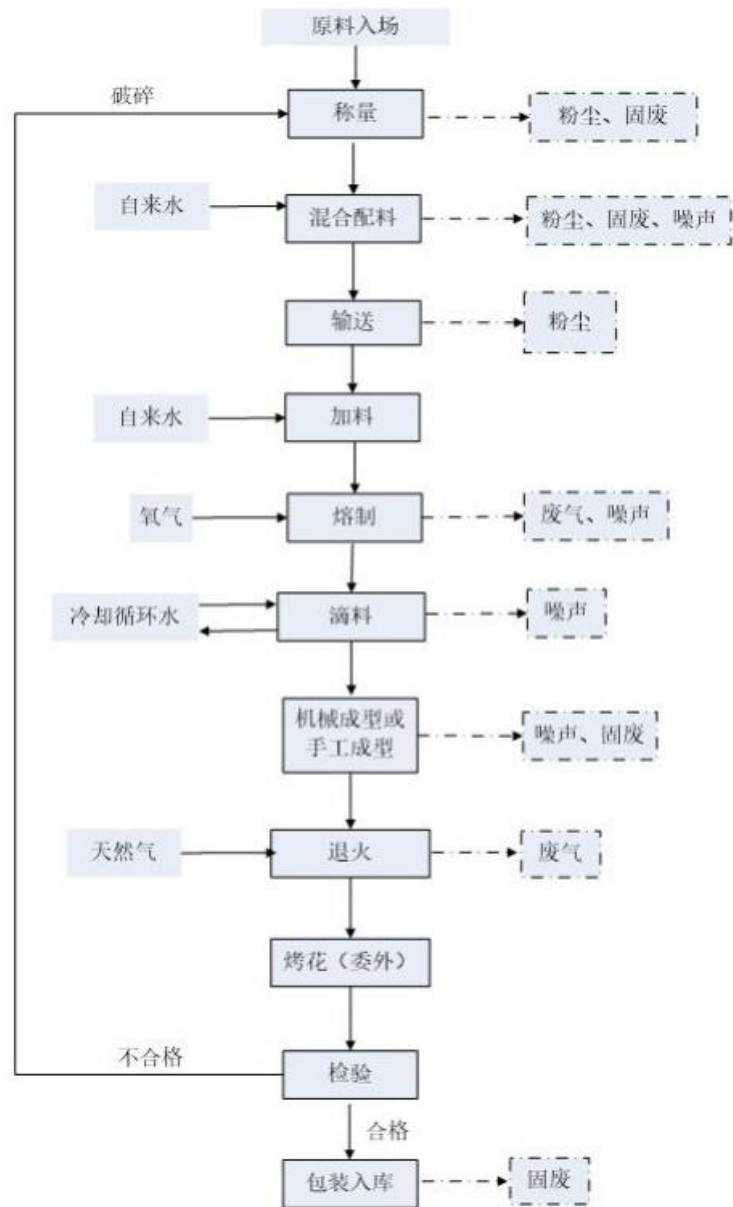 原料入场
破碎
称量
粉尘、固废
自来水
混合配料
粉尘、固废、噪声
输送
粉尘
自来水
加料
氧气
熔制
废气、噪声
冷却循环水
滴料
噪声
机械成型或
手工成型
噪声、固废
天然气
退火
废气
烤花（委外）
不合格
检验
合格
包装入库
固废